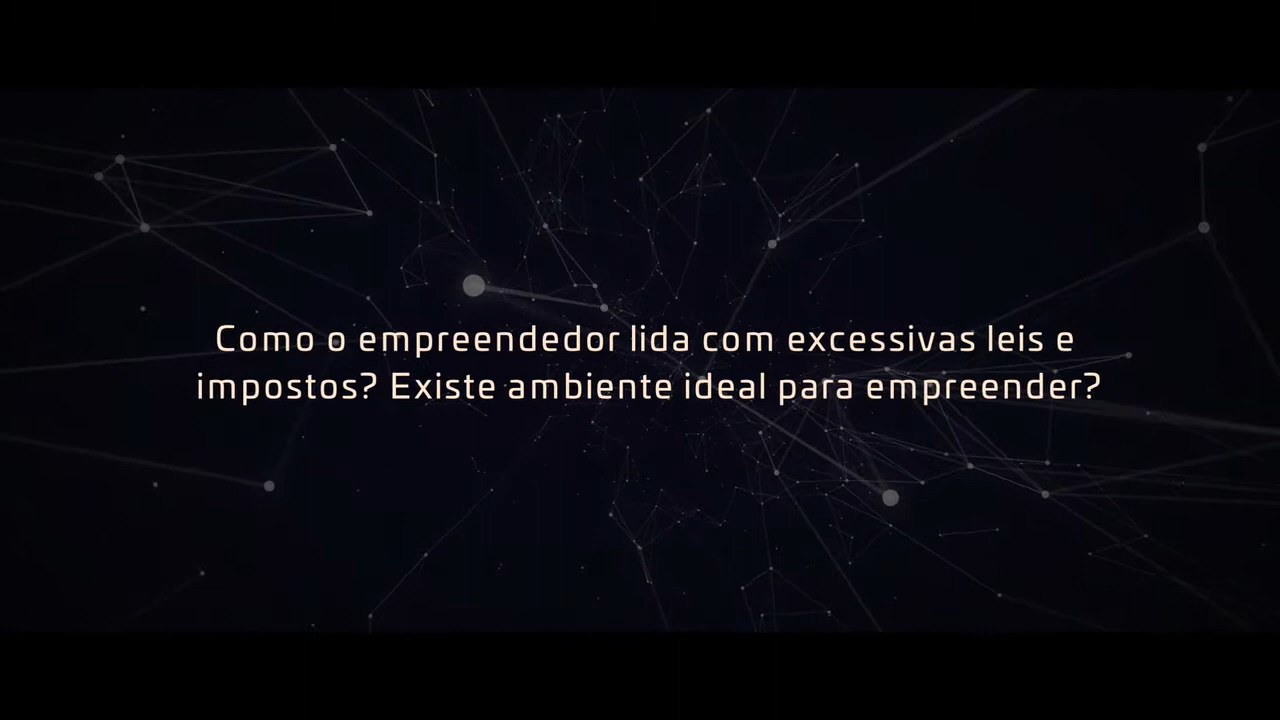 Como o empreendedor lida com excessivas leis e
impostos? Existe ambiente ideal para empreender?